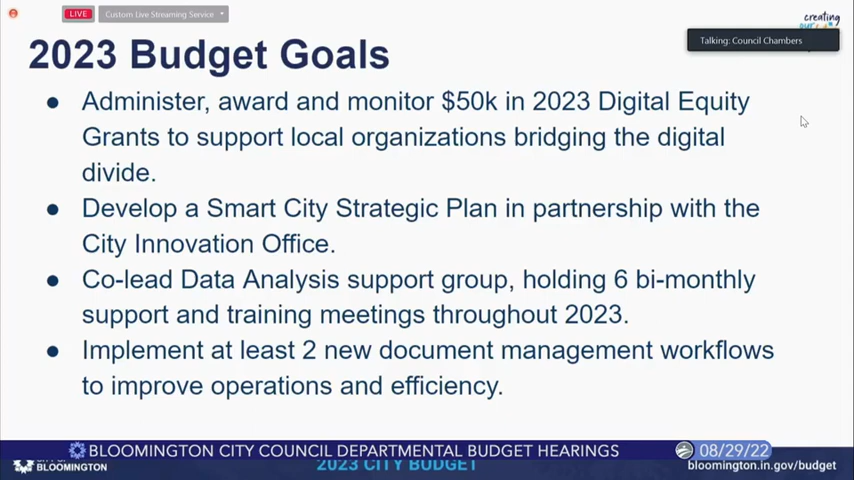 LIVE
Custom Live Streaming Service
creating
Talking: Council Chambers
2023 Budget Goals
● Administer, award and monitor $50k in 2023 Digital Equity
Grants to support local organizations bridging the digital
divide.
● Develop a Smart City Strategic Plan in partnership with the
City Innovation Office.
● Co-lead Data Analysis support group, holding 6 bi-monthly
support and training meetings throughout 2023.
● Implement at least 2 new document management workflows
to improve operations and efficiency.
BLOOMINGTON CITY COUNCIL DEPARTMENTAL BUDGET HEARINGS
08/29/22
BLOOMINGTON
2023 CITY BUDGET
bloomington.in.gov/budget